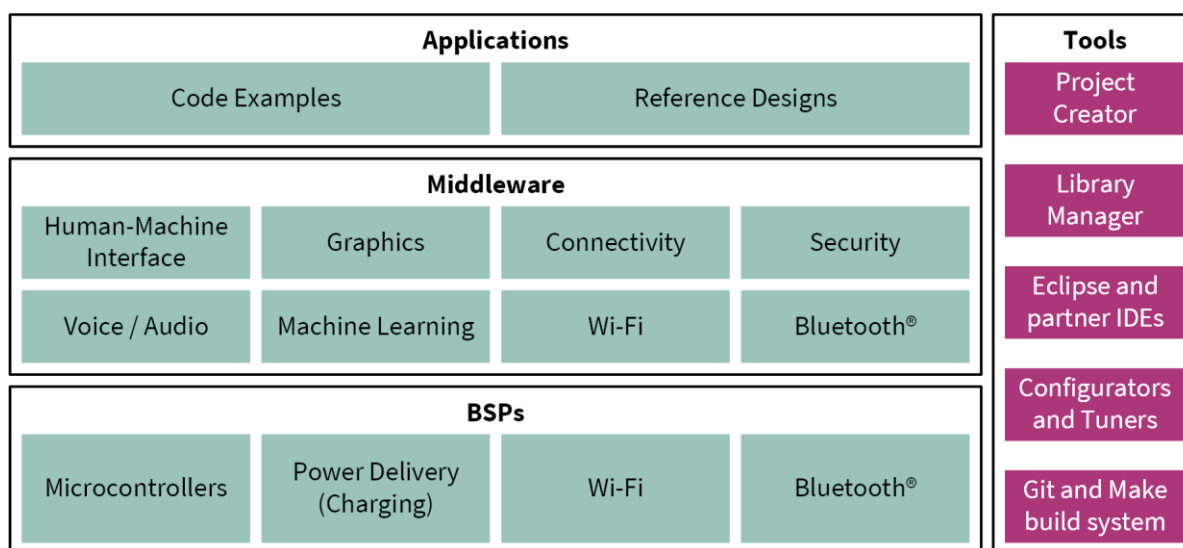 Applications
Code Examples
Reference Designs
Middleware
Human-Machine
Interface
Graphics
Connectivity
Security
Voice / Audio
Machine Learning
Wi-Fi
Bluetooth®
BSPs
Microcontrollers
Power Delivery
(Charging)
Wi-Fi
Bluetooth®
Tools
Project
Creator
Library
Manager
Eclipse and
partner IDEs
Configurators
and Tuners
Git and Make
build system